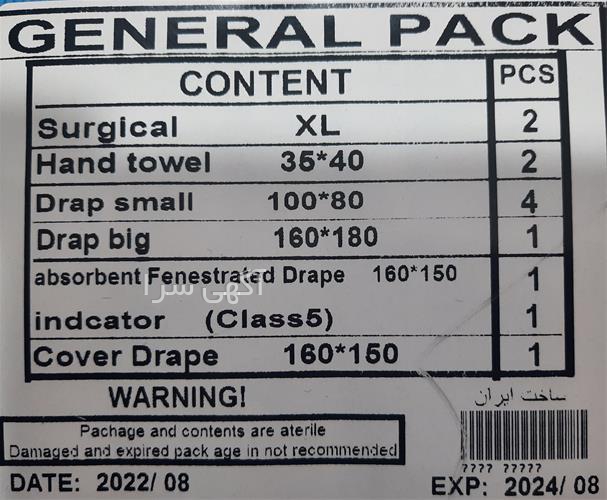 GENERAL PACK
CONTENT PCS
Surgical XL 2
Hand towel 35*40 2
Drap small 100*80 4
Drap big 160*180 1
absorbent Fenestrated Drape 160*150 1
آگهی سرا
indcator (Class5) 1
Cover Drape 160*150 1
WARNING!
ساخت ایران
Pachage and contents are aterile
Damaged and expired pack age in not recommended
???? ?????
DATE: 2022/ 08
EXP: 2024/ 08